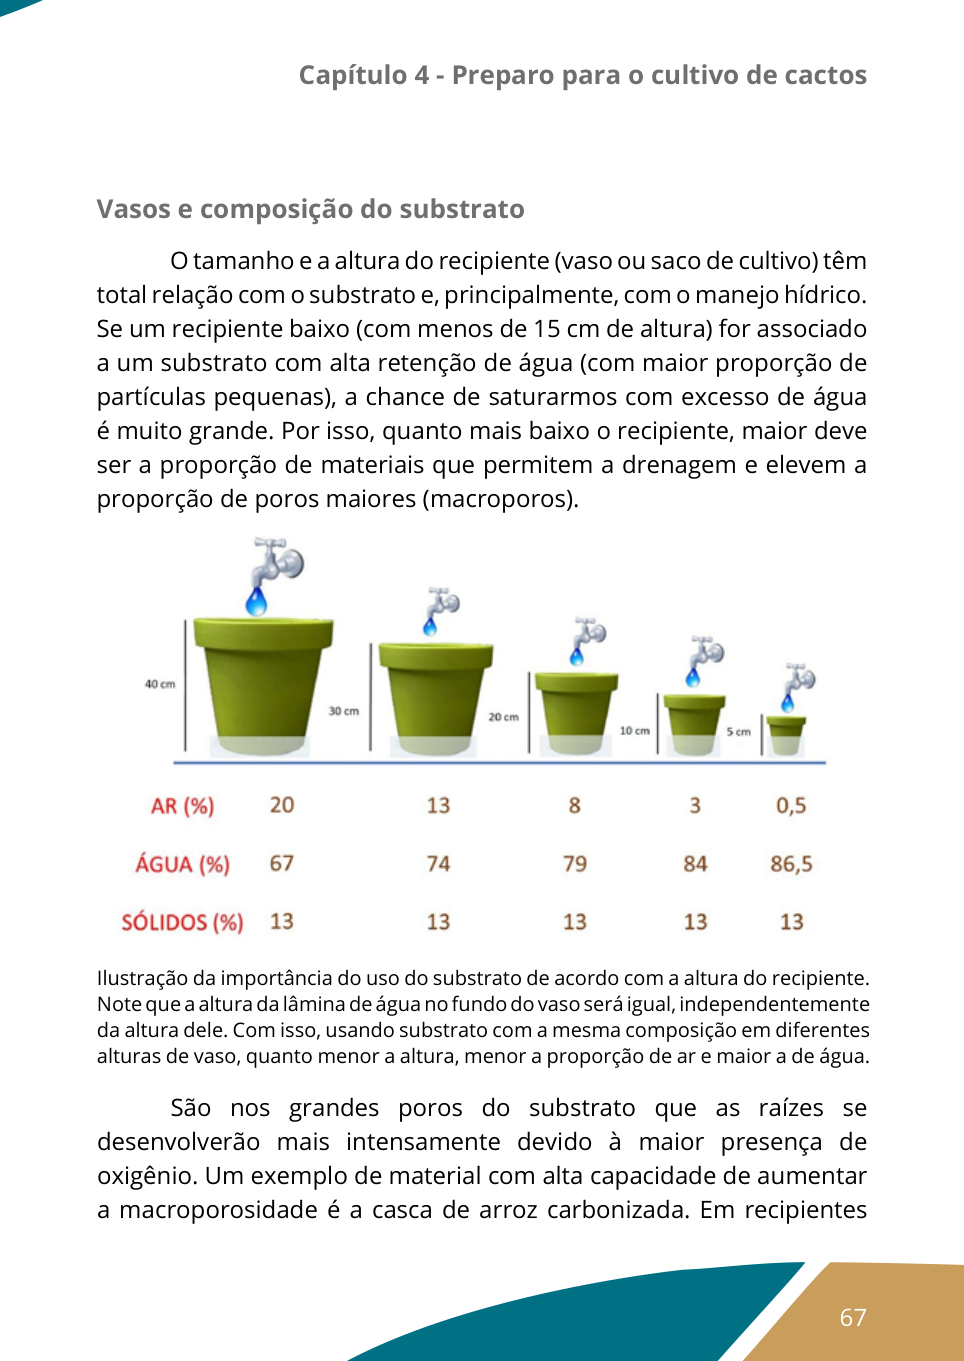 Capítulo 4 - Preparo para o cultivo de cactos
Vasos e composição do substrato
O tamanho e a altura do recipiente (vaso ou saco de cultivo) têm
total relação com o substrato e, principalmente, com o manejo hídrico.
Se um recipiente baixo (com menos de 15 cm de altura) for associado
a um substrato com alta retenção de água (com maior proporção de
partículas pequenas), a chance de saturarmos com excesso de água
é muito grande. Por isso, quanto mais baixo o recipiente, maior deve
ser a proporção de materiais que permitem a drenagem e elevem a
proporção de poros maiores (macroporos).
40 cm 30 cm 20 cm 10 cm 5 cm
AR (%) 20 13 8 3 0,5
ÁGUA (%) 67 74 79 84 86,5
SÓLIDOS (%) 13 13 13 13 13
Ilustração da importância do uso do substrato de acordo com a altura do recipiente.
Note que a altura da lâmina de água no fundo do vaso será igual, independentemente
da altura dele. Com isso, usando substrato com a mesma composição em diferentes
alturas de vaso, quanto menor a altura, menor a proporção de ar e maior a de água.
São nos grandes poros do substrato que as raízes se
desenvolverão mais intensamente devido à maior presença de
oxigênio. Um exemplo de material com alta capacidade de aumentar
a macroporosidade é a casca de arroz carbonizada. Em recipientes
67